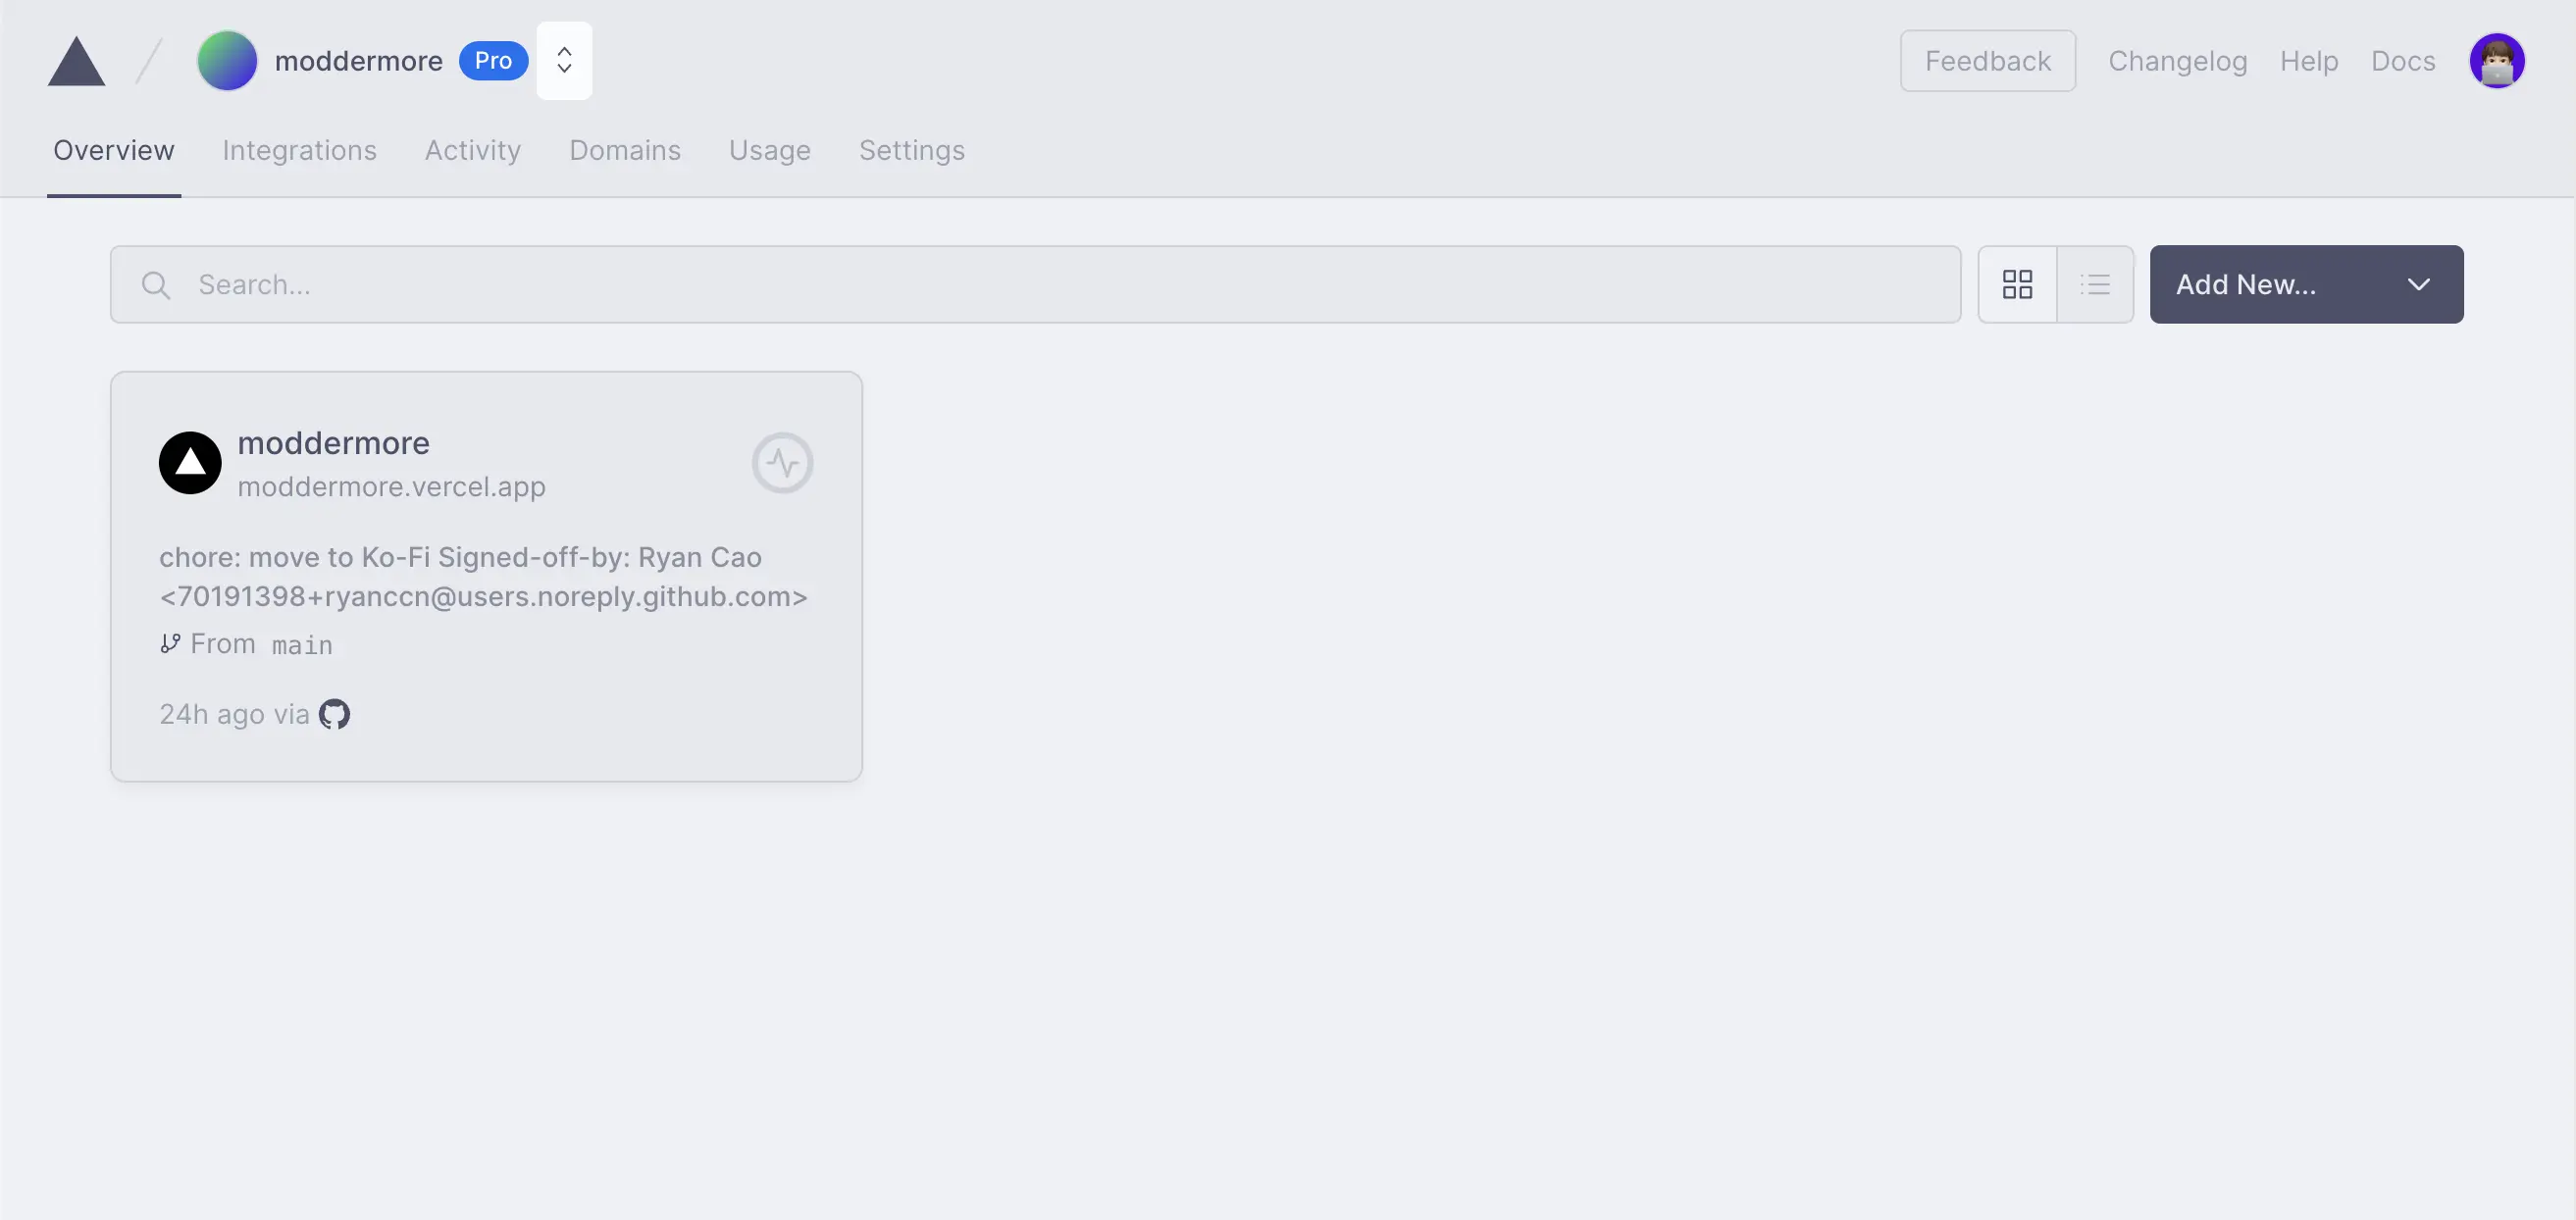 moddermore Pro
Feedback Changelog Help Docs
Overview Integrations Activity Domains Usage Settings
Search...
Add New...
moddermore
moddermore.vercel.app
chore: move to Ko-Fi Signed-off-by: Ryan Cao
<70191398+ryanccn@users.noreply.github.com>
From main
24h ago via